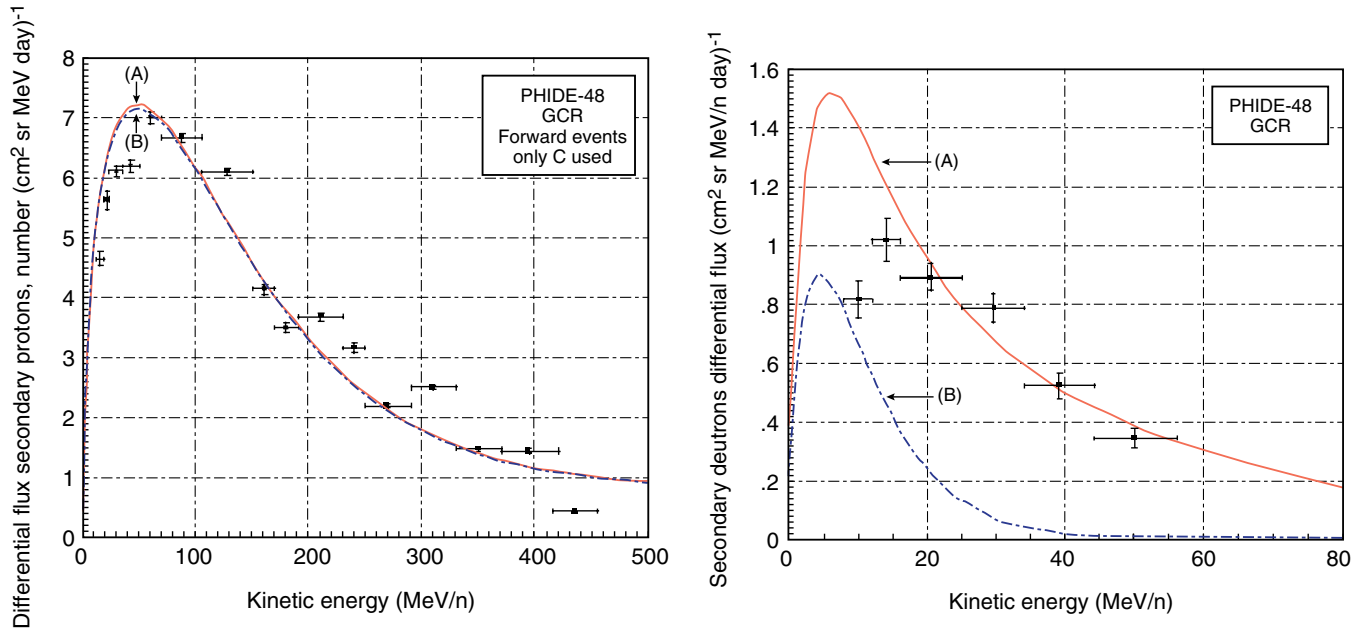 Differential flux secondary protons, number (cm2 sr MeV day)-1
8
7
6
5
4
3
2
1
0
(A)
(B)
PHIDE-48
GCR
Forward events
only C used
0
100
200
300
400
500
Kinetic energy (MeV/n)
Secondary deutrons differential flux (cm2 sr MeV/n day)-1
1.6
1.4
1.2
1
.8
.6
.4
.2
0
(A)
(B)
PHIDE-48
GCR
0
20
40
60
80
Kinetic energy (MeV/n)